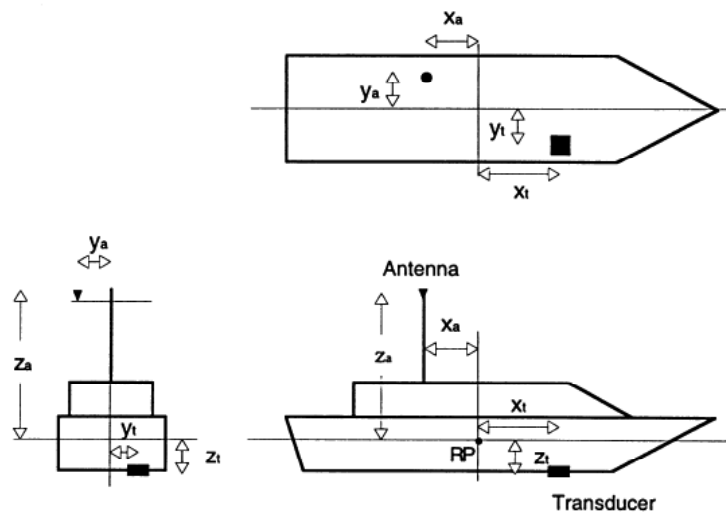 xa
ya
yt
xt
ya
Antenna
za
za
xa
yt
xt
zt
RP
zt
Transducer